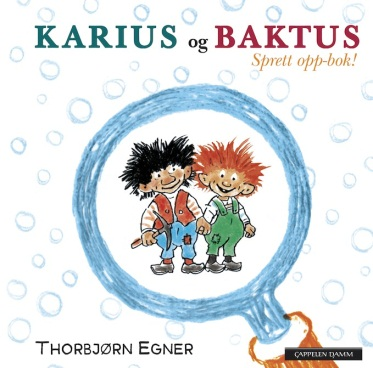 KARIUS og BAKTUS
Sprett opp-bok!
THORBJØRN EGNER
CAPPELEN DAMM